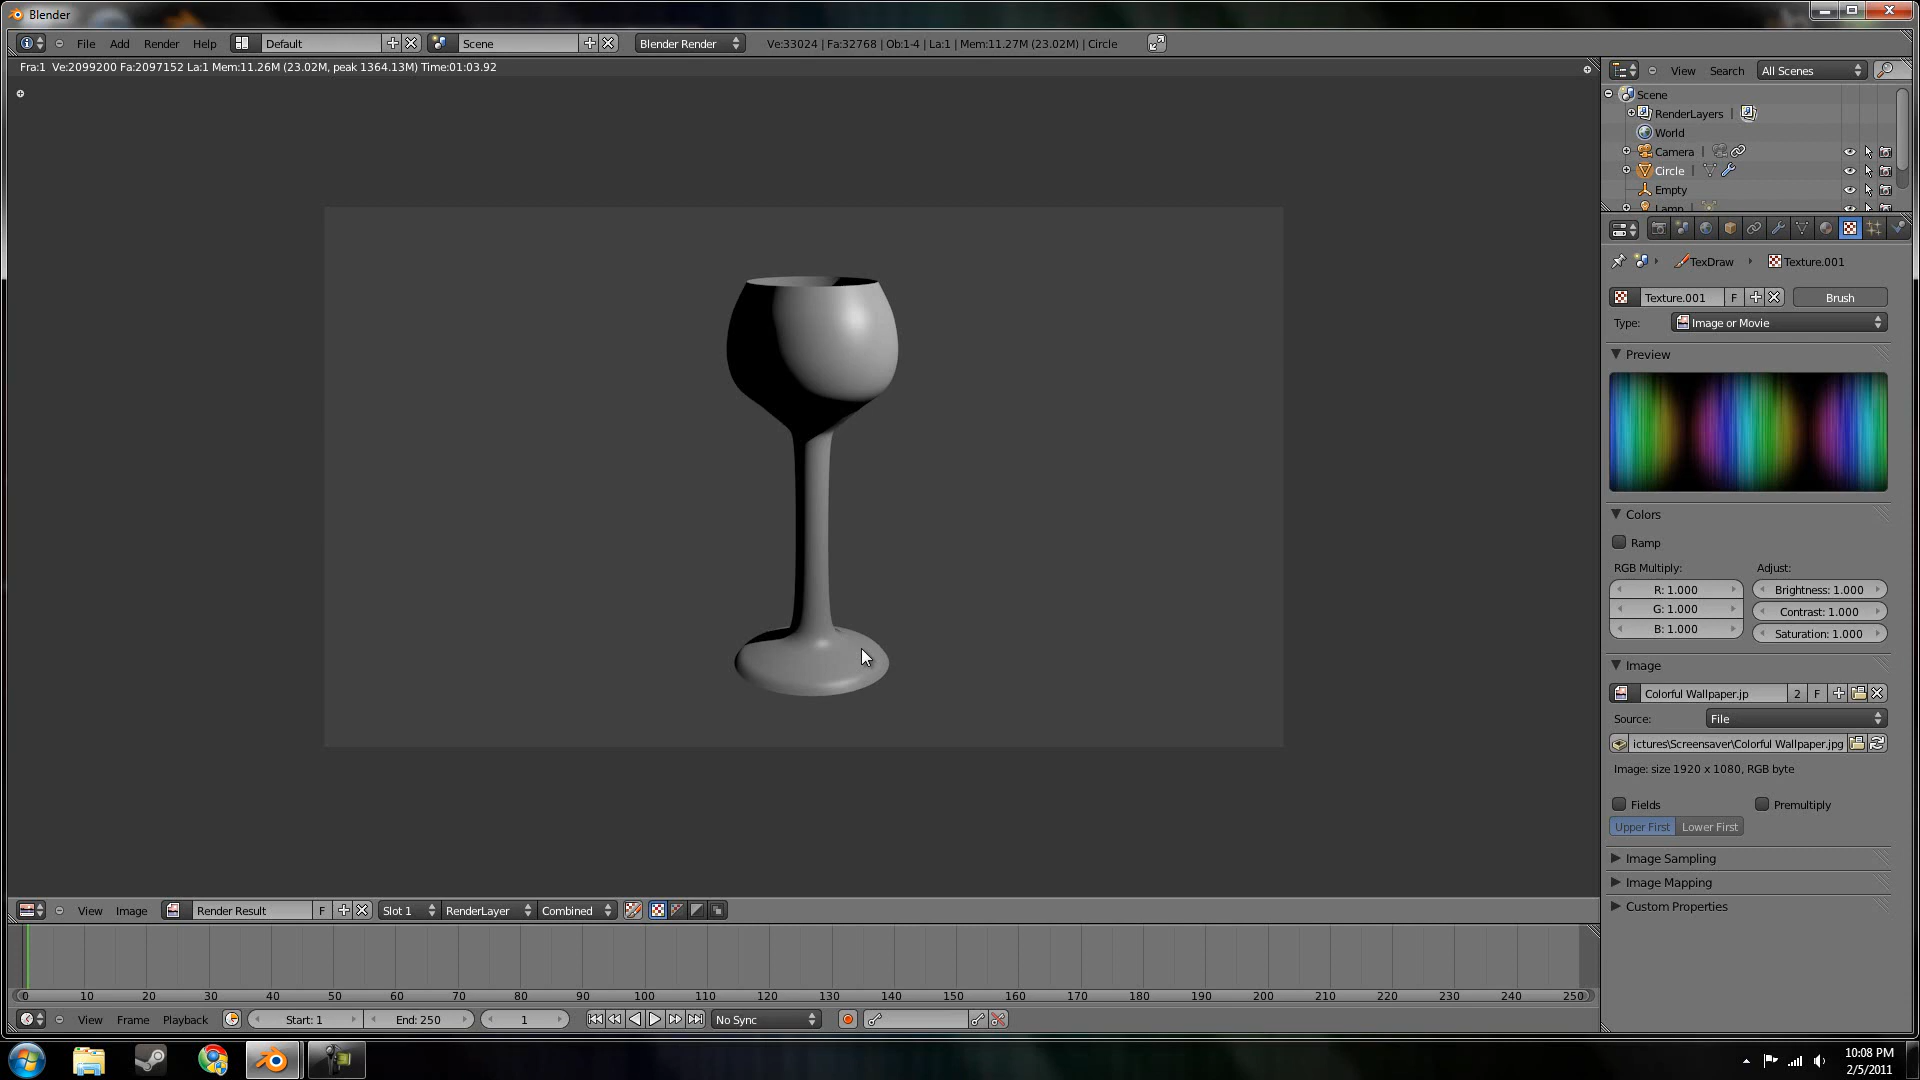 Blender
File Add Render Help Default Scene Blender Render Ve:33024 | Fa:32768 | Ob:1-4 | La:1 | Mem:11.27M (23.02M) | Circle
Fra:1 Ve:2099200 Fa:2097152 La:1 Mem:11.26M (23.02M, peak 1364.13M) Time:01:03.92
View Search All Scenes
Scene
RenderLayers |
World
Camera |
Circle |
Empty
Lamp |
TexDraw Texture.001
Texture.001 F Brush
Type: Image or Movie
Preview
Colors
Ramp
RGB Multiply: Adjust:
R: 1.000 Brightness: 1.000
G: 1.000 Contrast: 1.000
B: 1.000 Saturation: 1.000
Image
Colorful Wallpaper.jp 2 F
Source: File
ictures\Screensaver\Colorful Wallpaper.jpg
Image: size 1920 x 1080, RGB byte
Fields Premultiply
Upper First Lower First
Image Sampling
Image Mapping
Custom Properties
View Image Render Result F Slot 1 RenderLayer Combined
0 10 20 30 40 50 60 70 80 90 100 110 120 130 140 150 160 170 180 190 200 210 220 230 240 250
View Frame Playback Start: 1 End: 250 1 No Sync
10:08 PM
2/5/2011